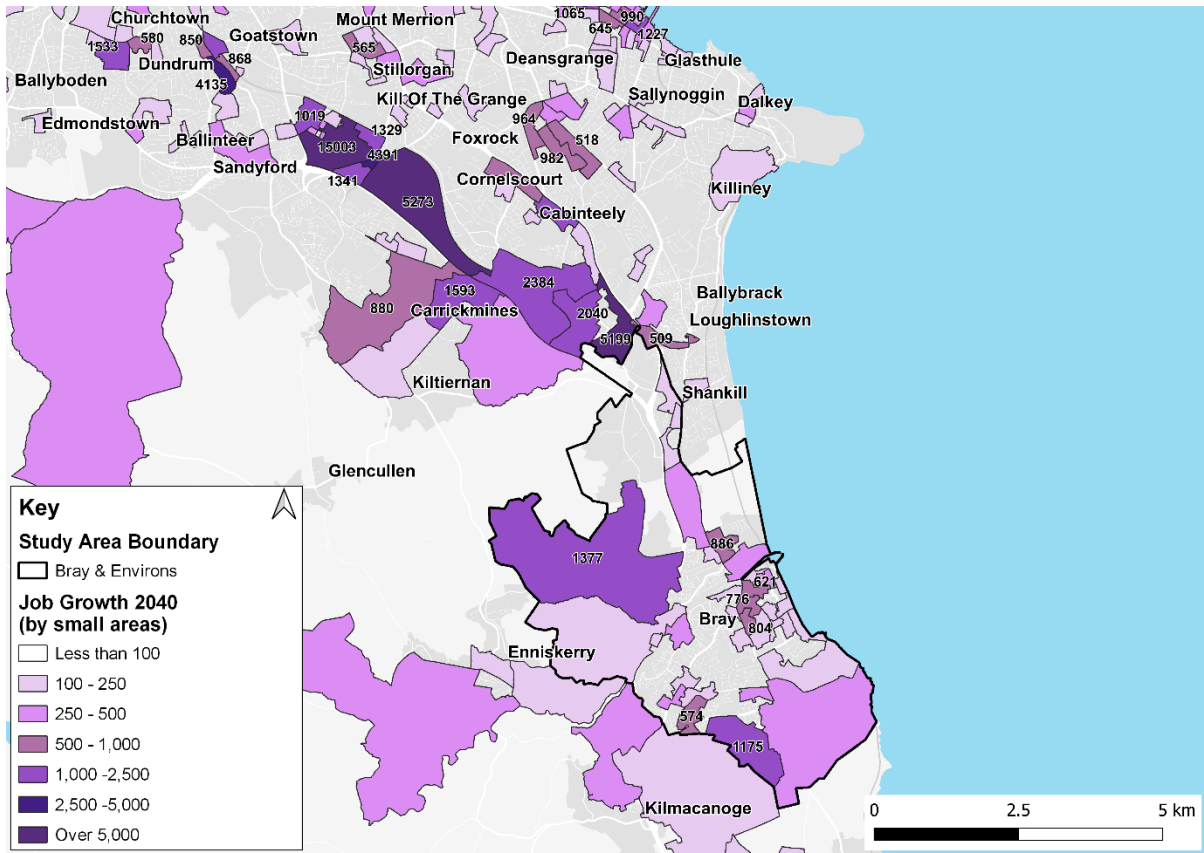 Churchtown
Mount Merrion
1065
990
580
850
Goatstown
645
1533
565
1227
868
Deansgrange
Glasthule
Dundrum
Stillorgan
Ballyboden
4135
Kill Of The Grange
Sallynoggin
Dalkey
1019
964
Edmondstown
1329
Foxrock
518
Ballinteer
15003
4391
982
Sandyford
1341
Cornelscourt
Killiney
5273
Cabinteely
2384
1593
Ballybrack
880
Carrickmines
2040
Loughlinstown
5199
509
Kiltiernan
Shankill
Glencullen
886
1377
621
776
Bray
804
Enniskerry
574
1175
Kilmacanoge
Key
Study Area Boundary
Bray & Environs
Job Growth 2040
(by small areas)
Less than 100
100 - 250
250 - 500
500 - 1,000
1,000 -2,500
2,500 -5,000
Over 5,000
0 2.5 5 km